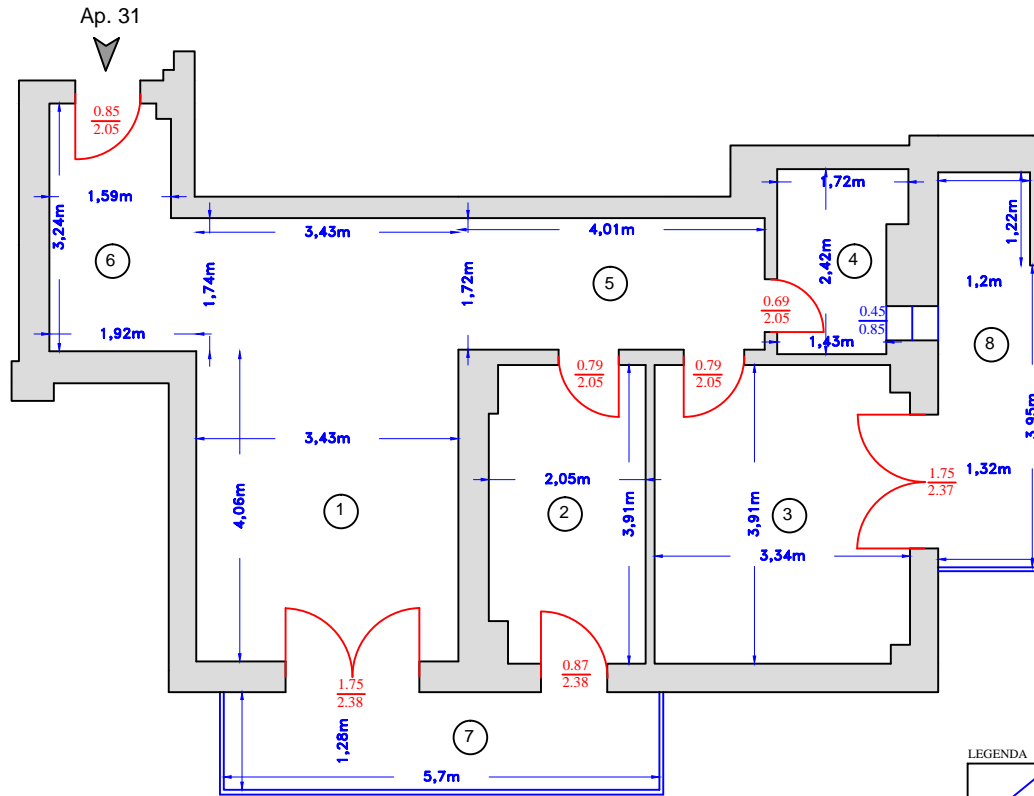 Ap. 31
0.85
2.05
1,59m
3,24m
6
1,92m
3,43m
1,74m
4,01m
1,72m
5
1,72m
2,42m
4
0.69
2.05
0.45
0.85
1,43m
1,22m
1,2m
8
3,95m
1,32m
0.79
2.05
0.79
2.05
3,43m
4,06m
1
2,05m
2
3,91m
3,91m
3
3,34m
1.75
2.37
1.75
2.38
0.87
2.38
1,28m
7
5,7m
LEGENDA